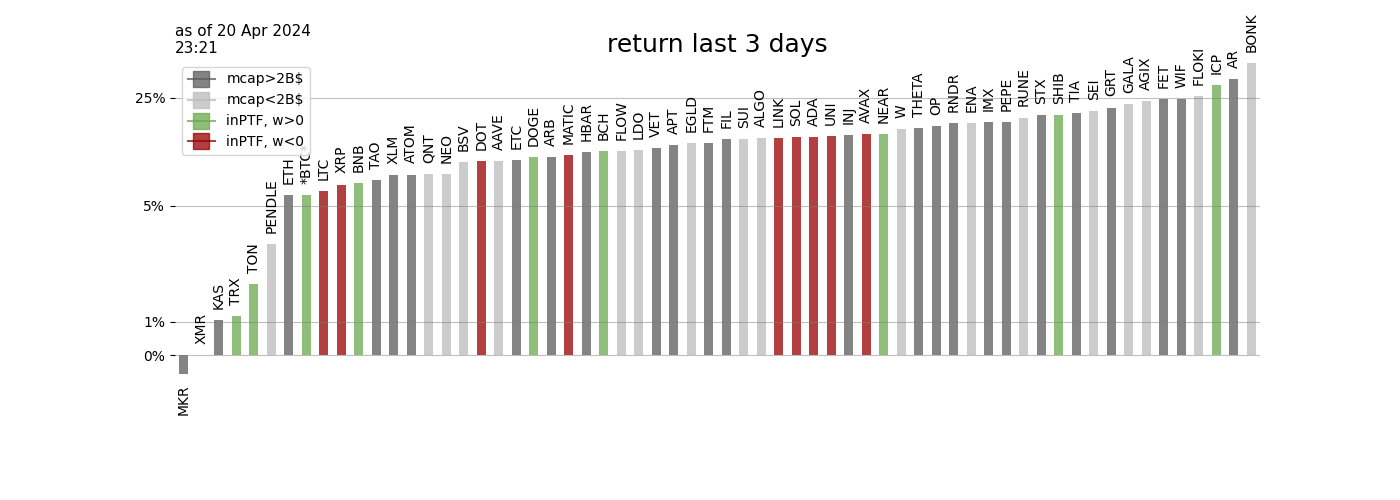 as of 20 Apr 2024
23:21
return last 3 days
mcap>2B$
mcap<2B$
inPTF, w>0
inPTF, w<0
25%
5%
1%
0%
MKR
XMR
KAS
TRX
TON
PENDLE
ETH
*BTC*
LTC
XRP
BNB
TAO
XLM
ATOM
QNT
NEO
BSV
DOT
AAVE
ETC
DOGE
ARB
MATIC
HBAR
BCH
FLOW
LDO
VET
APT
EGLD
FTM
FIL
SUI
ALGO
LINK
SOL
ADA
UNI
INJ
AVAX
NEAR
W
THETA
OP
RNDR
ENA
IMX
PEPE
RUNE
STX
SHIB
TIA
SEI
GRT
GALA
AGIX
FET
WIF
FLOKI
ICP
AR
BONK